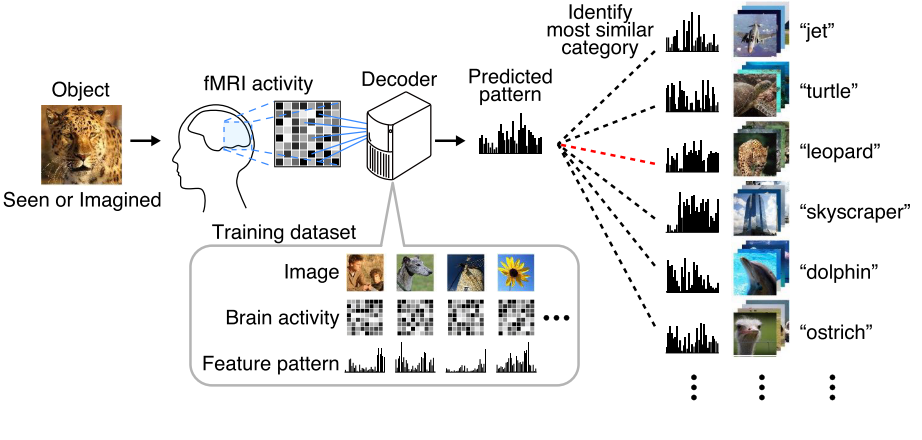 Object
Seen or Imagined
fMRI activity
Decoder
Predicted
pattern
Identify
most similar
category
“jet”
“turtle”
“leopard”
“skyscraper”
“dolphin”
“ostrich”
Training dataset
Image
Brain activity
Feature pattern